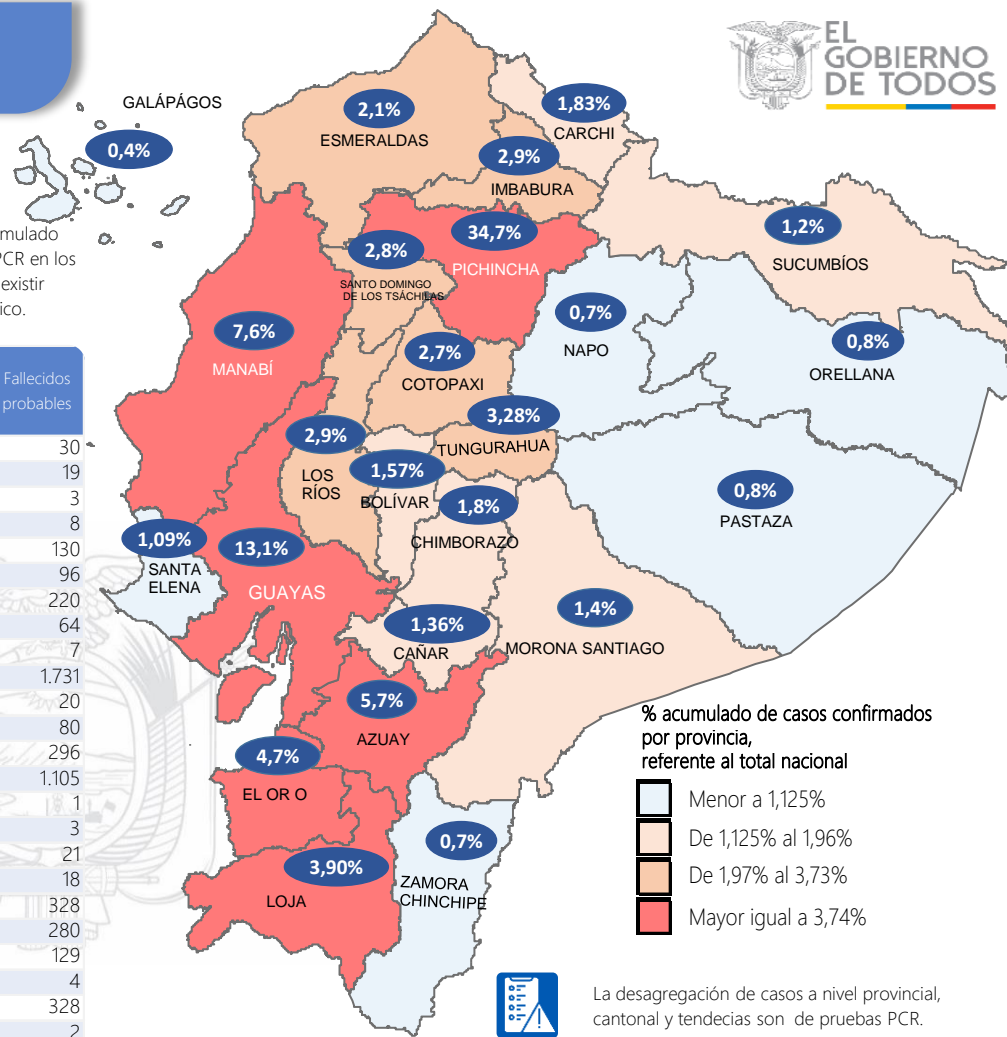 EL
GOBIERNO
DE TODOS
GALÁPÁGOS
0,4%
2,1%
ESMERALDAS
1,83%
CARCHI
2,9%
IMBABURA
1,2%
SUCUMBÍOS
mulado
PCR en los
existir
ico.
34,7%
PICHINCHA
2,8%
SANTO DOMINGO
DE LOS TSÁCHILAS
0,7%
NAPO
7,6%
MANABÍ
2,7%
COTOPAXI
0,8%
ORELLANA
3,28%
TUNGURAHUA
2,9%
LOS
RÍOS
1,57%
BOLÍVAR
0,8%
PASTAZA
1,8%
CHIMBORAZO
1,09%
SANTA
ELENA
13,1%
GUAYAS
1,36%
CAÑAR
1,4%
MORONA SANTIAGO
5,7%
AZUAY
4,7%
EL OR O
3,90%
LOJA
0,7%
ZAMORA
CHINCHIPE
Fallecidos
probables
30
19
3
8
130
96
220
64
7
1.731
20
80
296
1.105
1
3
21
18
328
280
129
4
328
2
% acumulado de casos confirmados
por provincia,
referente al total nacional
Menor a 1,125%
De 1,125% al 1,96%
De 1,97% al 3,73%
Mayor igual a 3,74%
La desagregación de casos a nivel provincial,
cantonal y tendecias son de pruebas PCR.